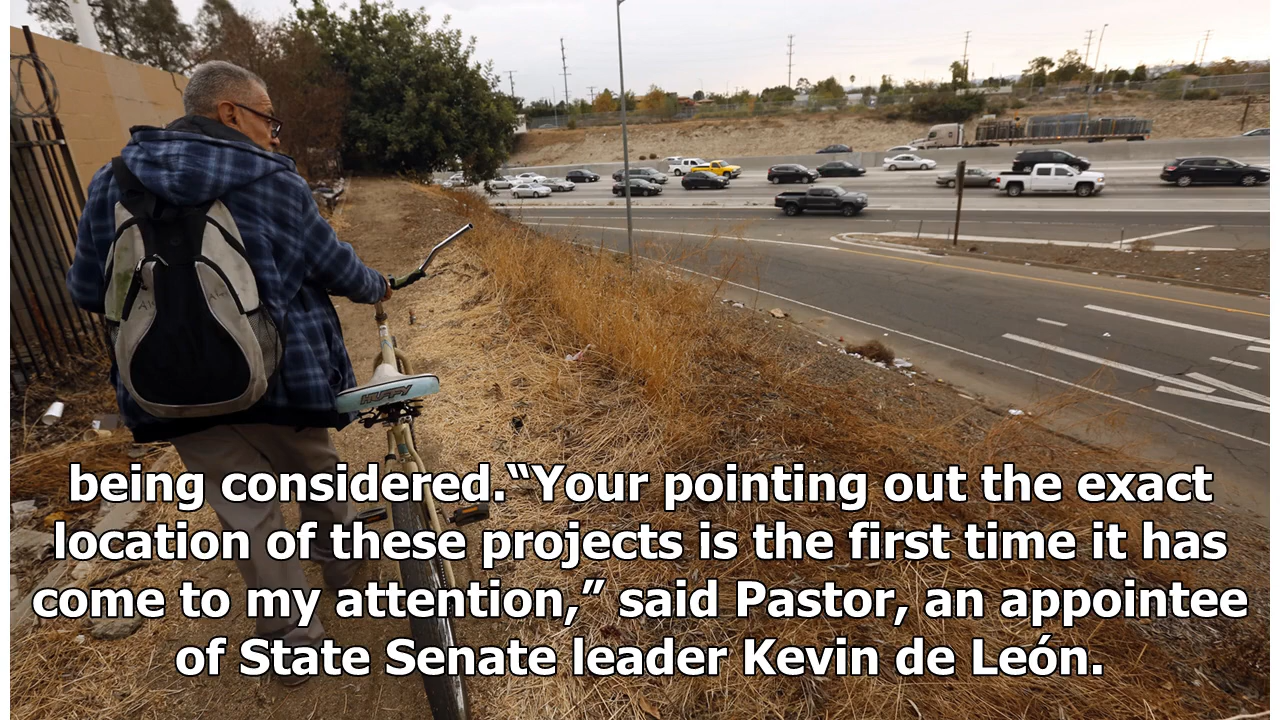 HUFFY
being considered.“Your pointing out the exact
location of these projects is the first time it has
come to my attention,” said Pastor, an appointee
of State Senate leader Kevin de León.